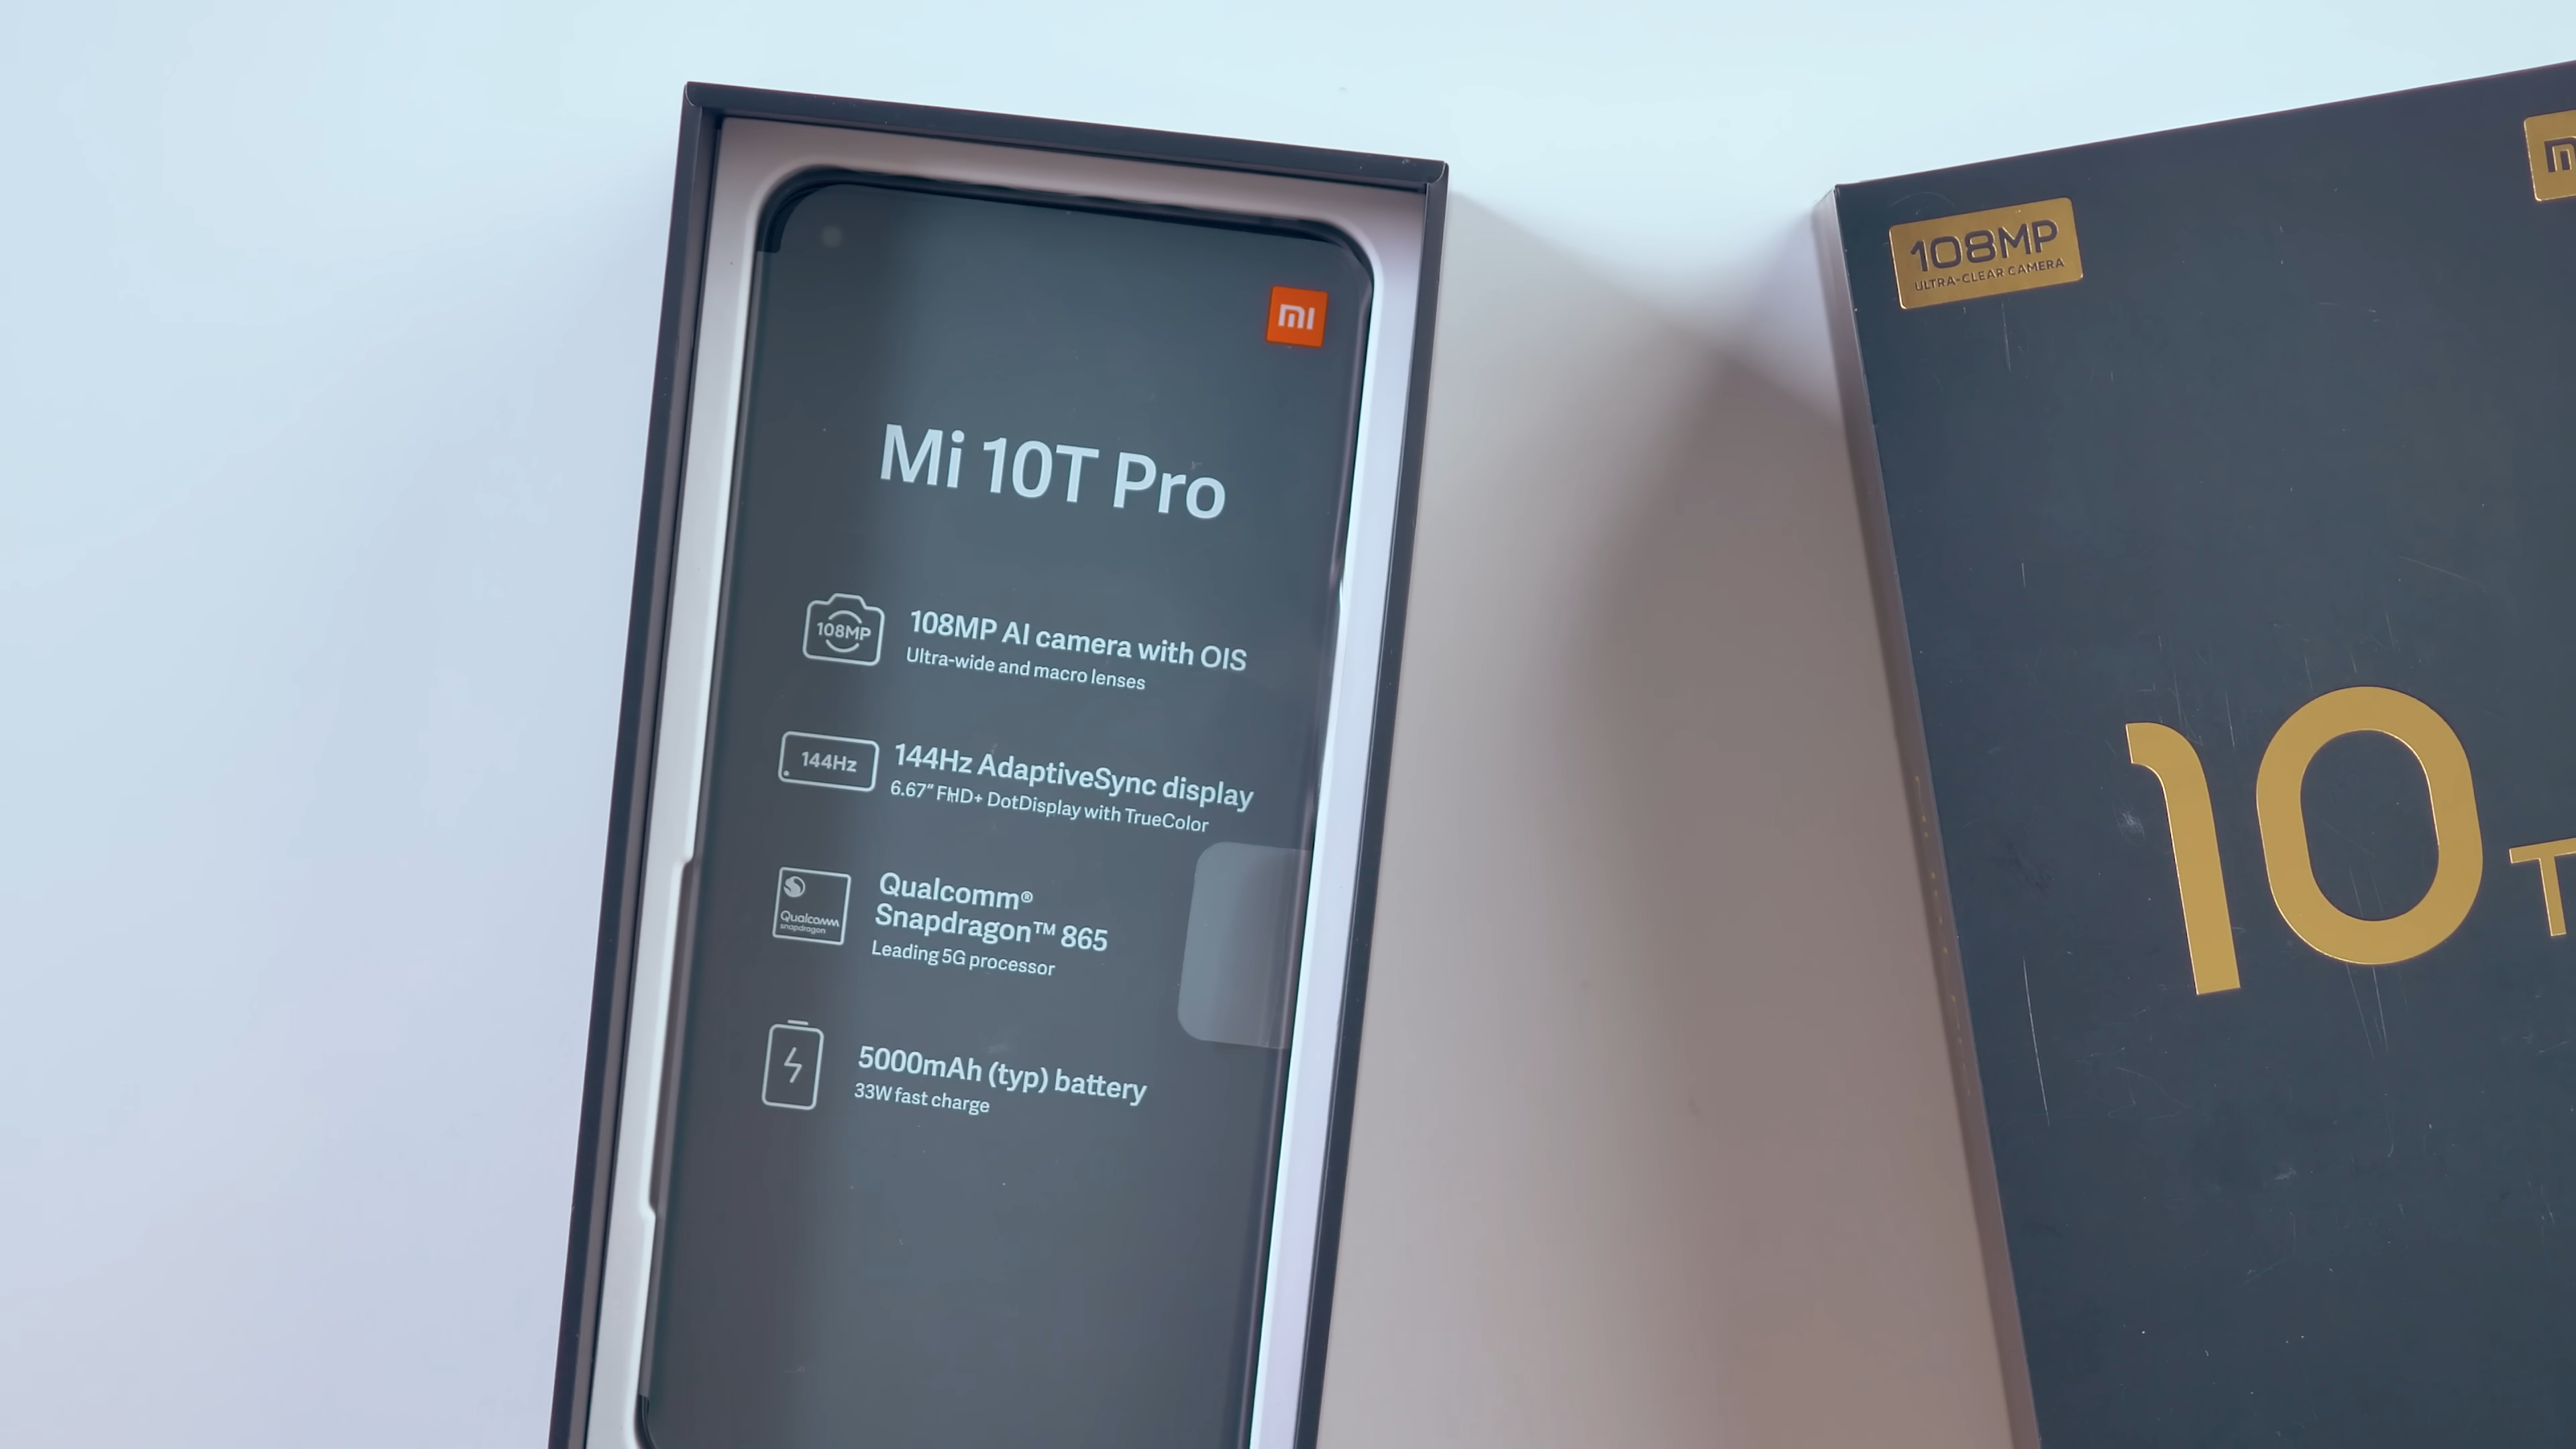 mi
Mi 10T Pro
108MP
108MP AI camera with OIS
Ultra-wide and macro lenses
144Hz
144Hz AdaptiveSync display
6.67" FHD+ DotDisplay with TrueColor
Qualcomm
snapdragon
Qualcomm®
Snapdragon™ 865
Leading 5G processor
5000mAh (typ) battery
33W fast charge
108MP
ULTRA-CLEAR CAMERA
10T